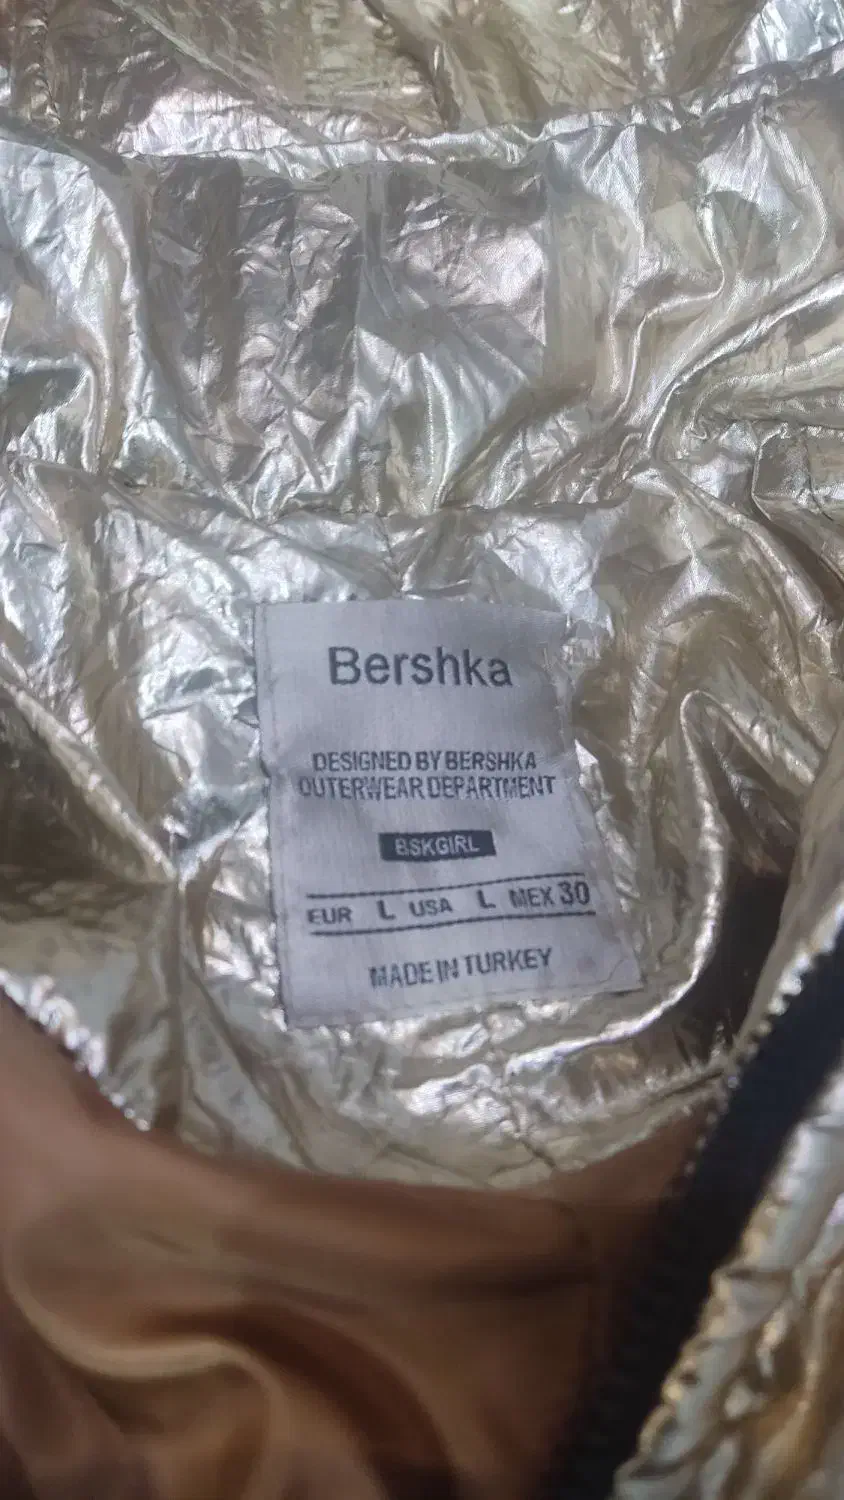 Bershka
DESIGNED BY BERSHKA
OUTERWEAR DEPARTMENT
BSKGIRL
EUR L USA L MEX 30
MADE IN TURKEY